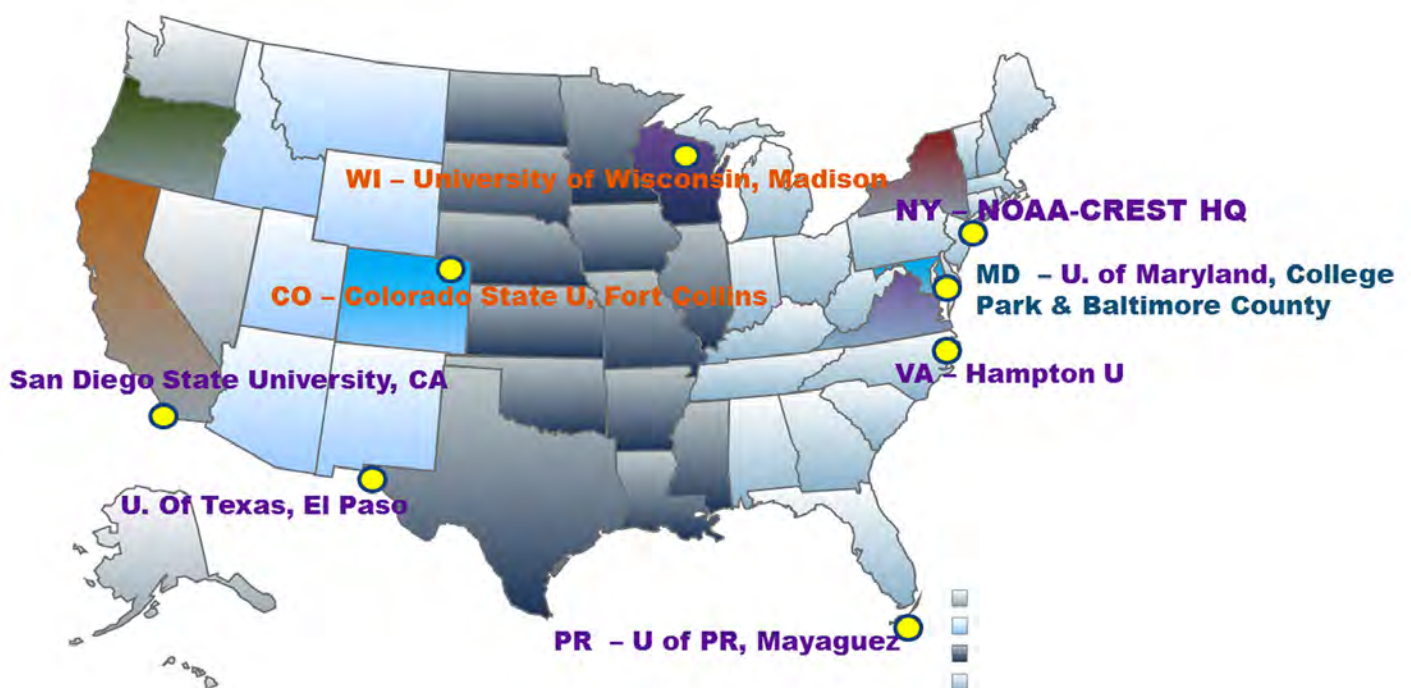 WI – University of Wisconsin, Madison
NY – NOAA-CREST HQ
MD – U. of Maryland, College
Park & Baltimore County
CO – Colorado State U, Fort Collins
VA – Hampton U
San Diego State University, CA
U. Of Texas, El Paso
PR – U of PR, Mayaguez